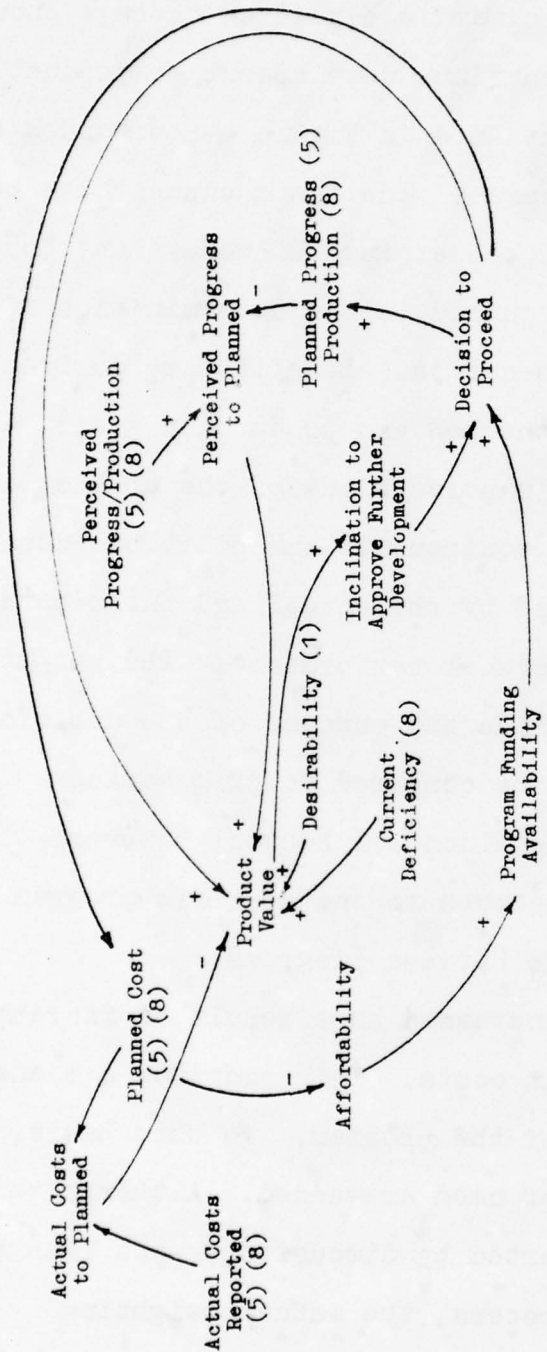 Actual Costs
to Planned
Planned Cost
(5) (8)
Perceived
Progress/Production
(5) (8)
Actual Costs
Reported
(5) (8)
+
+
-
Perceived Progress
to Planned
-
Product
Value
+
+
+
Planned Progress (5)
Production (8)
-
Desirability (1)
+
+
Affordability
Inclination to
Approve Further
Development
Current
Deficiency (8)
+
+
Decision to
Proceed
+
Program Funding
Availability